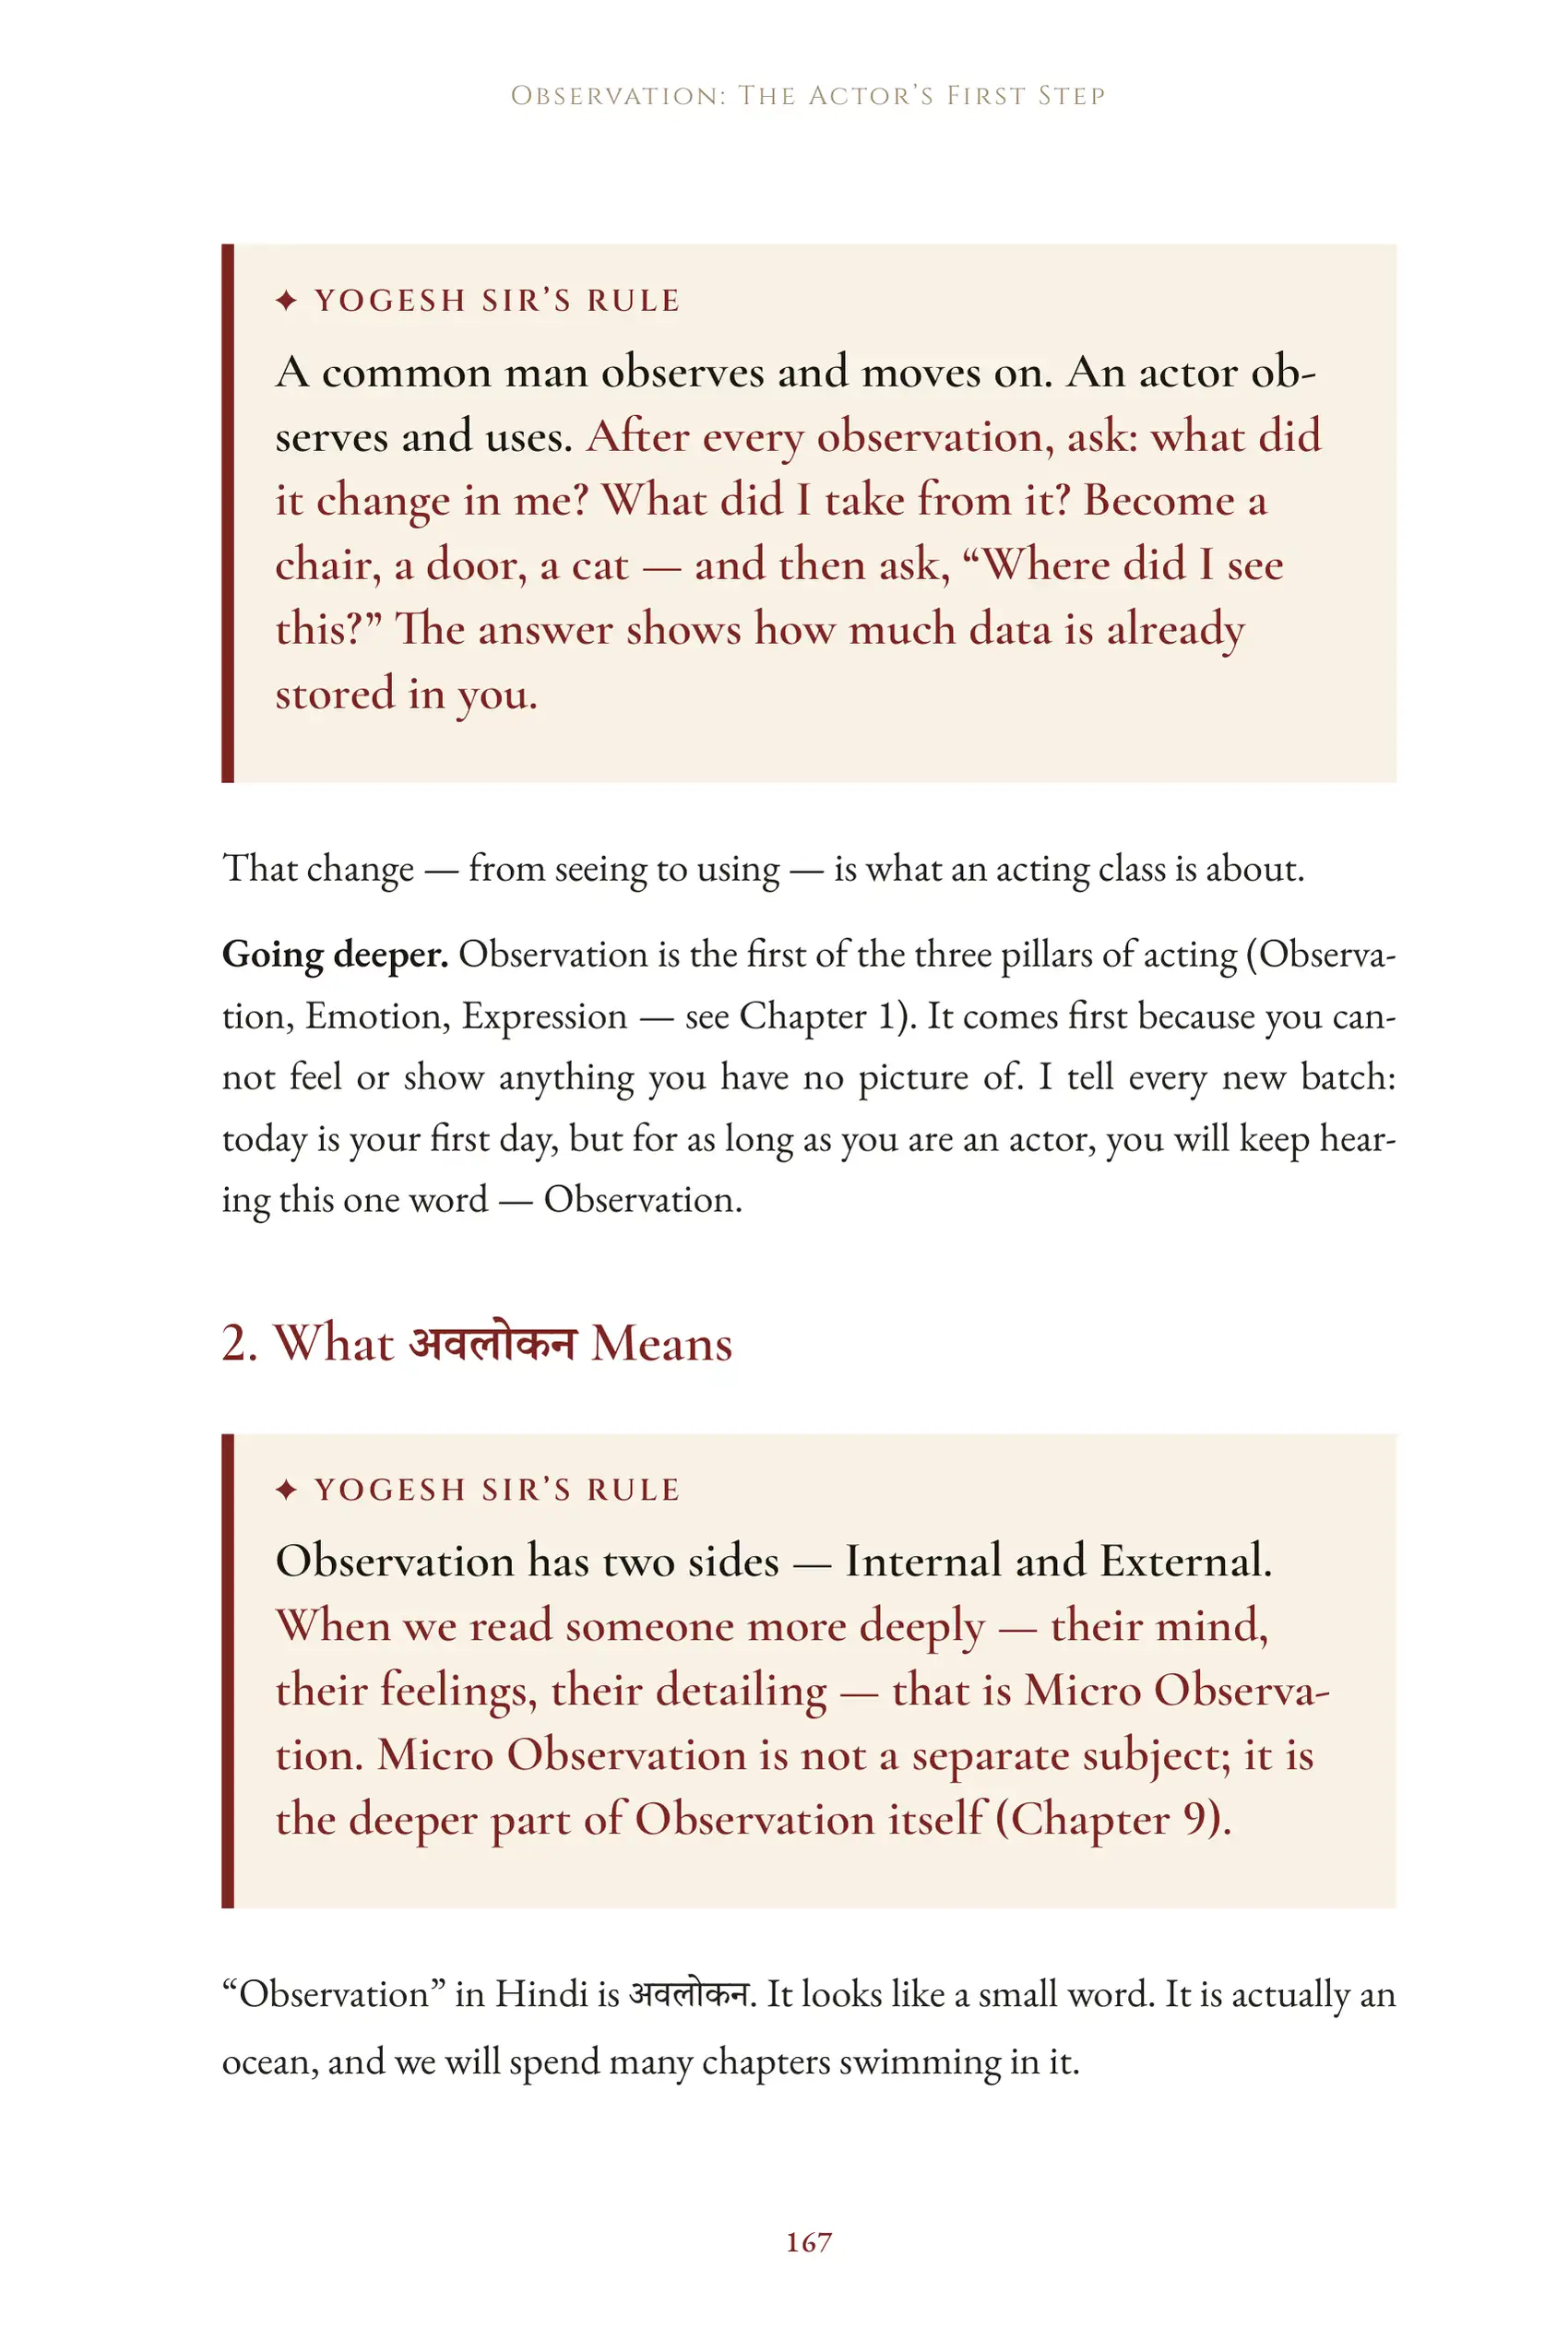 Observation: The Actor’s First Step
✦ YOGESH SIR’S RULE
A common man observes and moves on. An actor ob-
serves and uses. After every observation, ask: what did
it change in me? What did I take from it? Become a
chair, a door, a cat — and then ask, “Where did I see
this?” The answer shows how much data is already
stored in you.
That change — from seeing to using — is what an acting class is about.
Going deeper. Observation is the first of the three pillars of acting (Observa-
tion, Emotion, Expression — see Chapter 1). It comes first because you can-
not feel or show anything you have no picture of. I tell every new batch:
today is your first day, but for as long as you are an actor, you will keep hear-
ing this one word — Observation.
2. What अवलोकन Means
✦ YOGESH SIR’S RULE
Observation has two sides — Internal and External.
When we read someone more deeply — their mind,
their feelings, their detailing — that is Micro Observa-
tion. Micro Observation is not a separate subject; it is
the deeper part of Observation itself (Chapter 9).
“Observation” in Hindi is अवलोकन. It looks like a small word. It is actually an
ocean, and we will spend many chapters swimming in it.
167